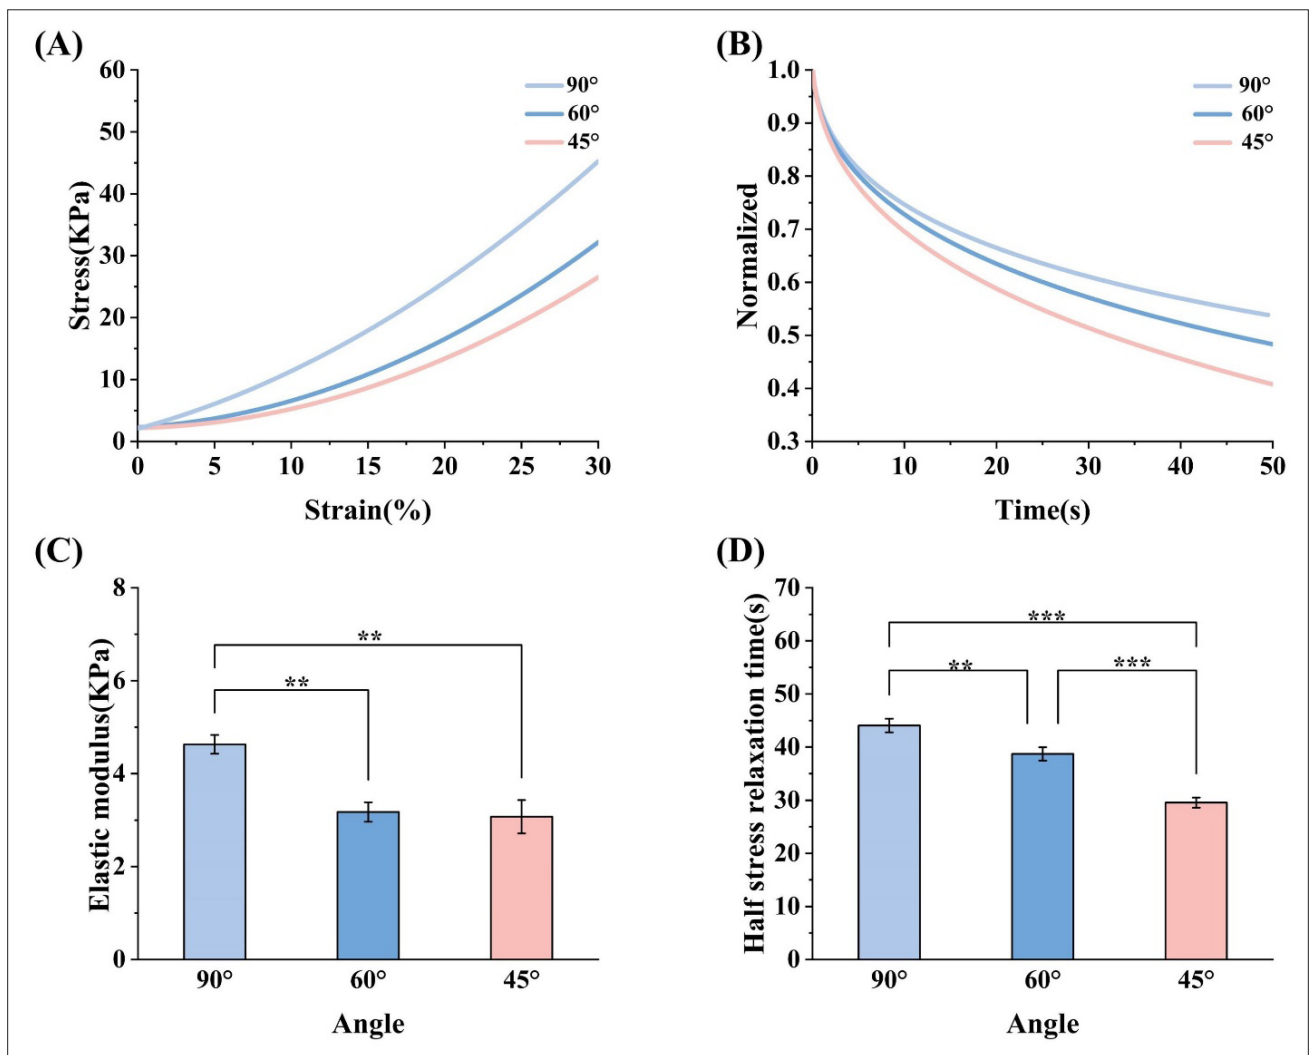 (A)
60
50
40
30
20
10
0
Stress(KPa)
90°
60°
45°
0 5 10 15 20 25 30
Strain(%)
(B)
1.0
0.9
0.8
0.7
0.6
0.5
0.4
0.3
Normalized
90°
60°
45°
0 10 20 30 40 50
Time(s)
(C)
8
6
4
2
0
Elastic modulus(KPa)
**
**
90° 60° 45°
Angle
(D)
70
60
50
40
30
20
10
0
Half stress relaxation time(s)
***
** ***
90° 60° 45°
Angle